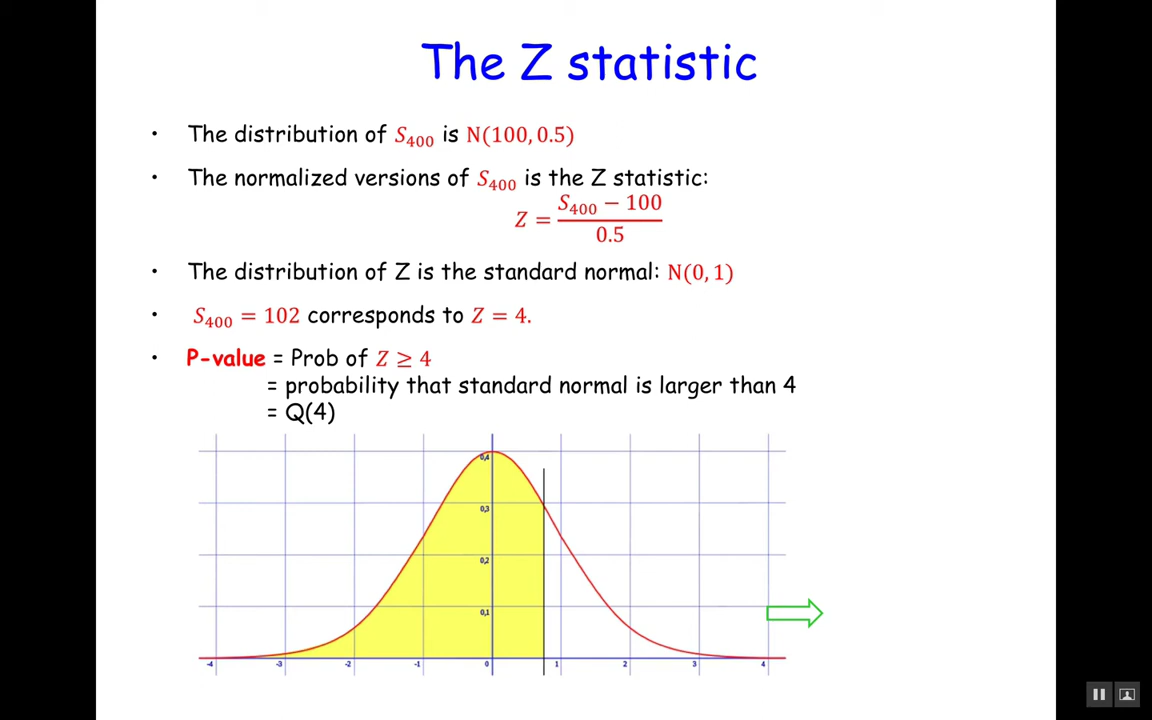 The Z statistic
• The distribution of S₄₀₀ is N(100, 0.5)
• The normalized versions of S₄₀₀ is the Z statistic:
Z = (S₄₀₀ − 100) / 0.5
• The distribution of Z is the standard normal: N(0, 1)
• S₄₀₀ = 102 corresponds to Z = 4.
• P-value = Prob of Z ≥ 4
= probability that standard normal is larger than 4
= Q(4)
0,4
0,3
0,2
0,1
-4 -3 -2 -1 0 1 2 3 4